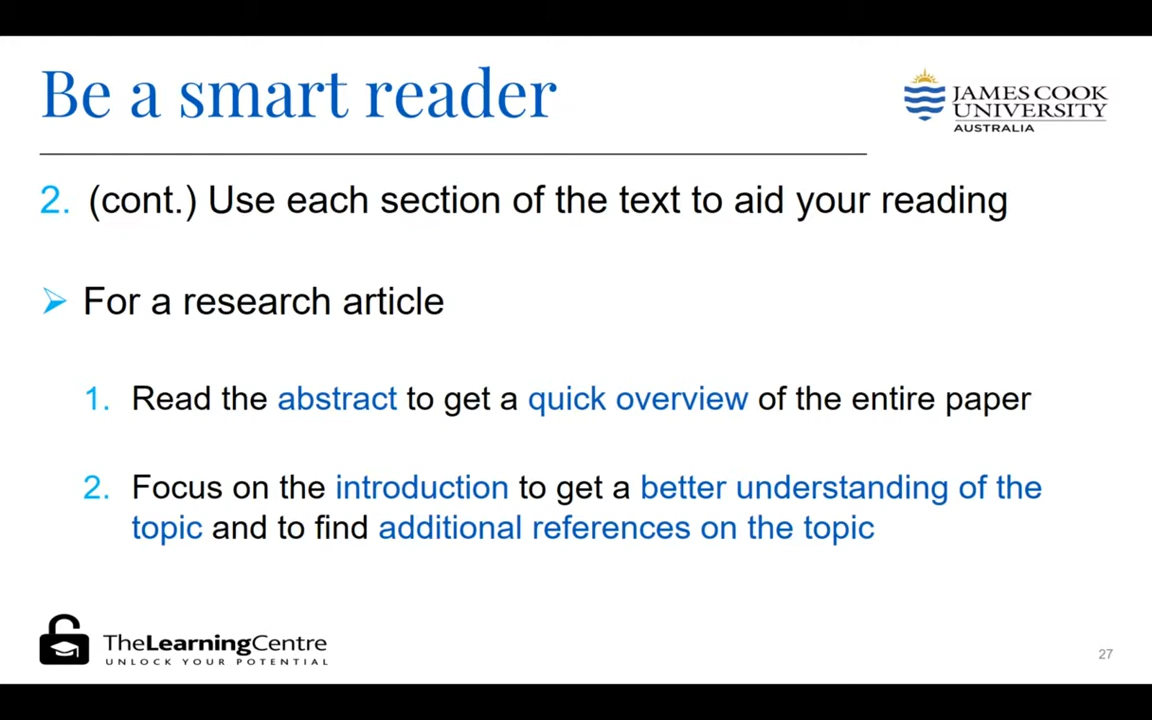 Be a smart reader
JAMES COOK
UNIVERSITY
AUSTRALIA
2. (cont.) Use each section of the text to aid your reading
➢ For a research article
1. Read the abstract to get a quick overview of the entire paper
2. Focus on the introduction to get a better understanding of the
topic and to find additional references on the topic
TheLearningCentre
UNLOCK YOUR POTENTIAL
27